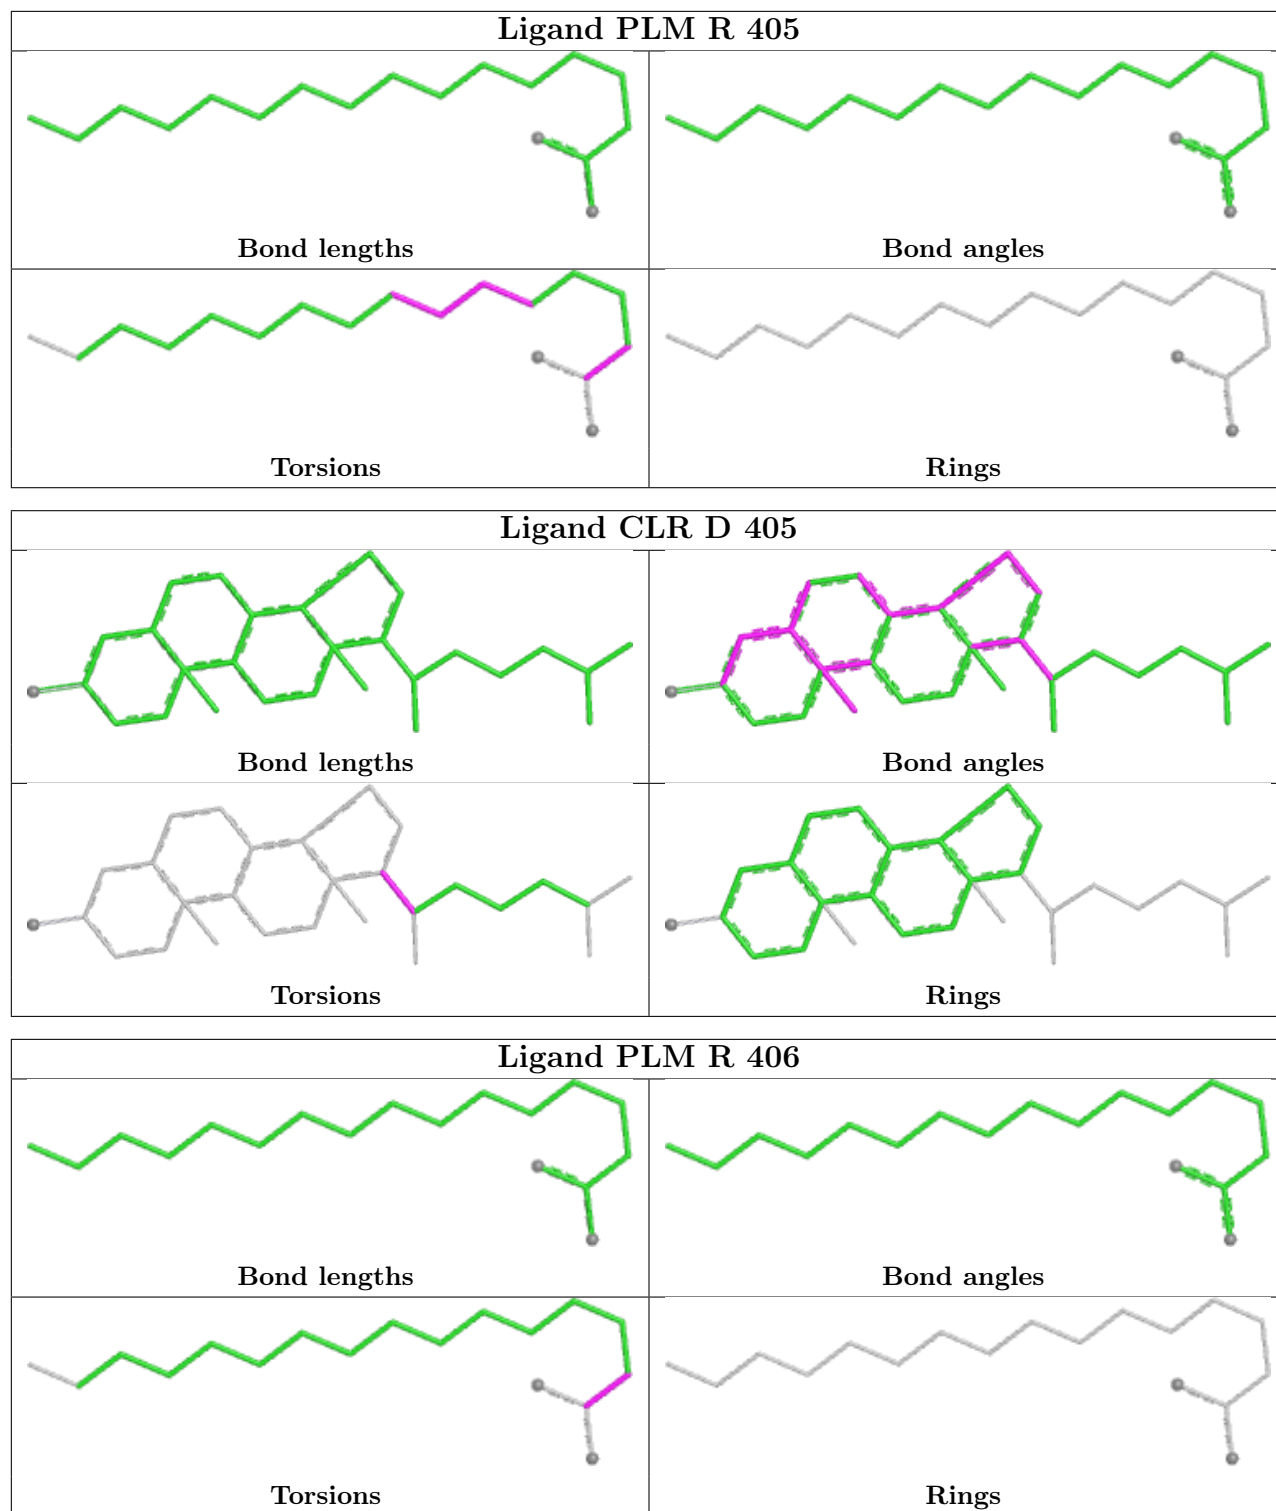 Ligand PLM R 405
Bond lengths
Bond angles
Torsions
Rings
Ligand CLR D 405
Bond lengths
Bond angles
Torsions
Rings
Ligand PLM R 406
Bond lengths
Bond angles
Torsions
Rings